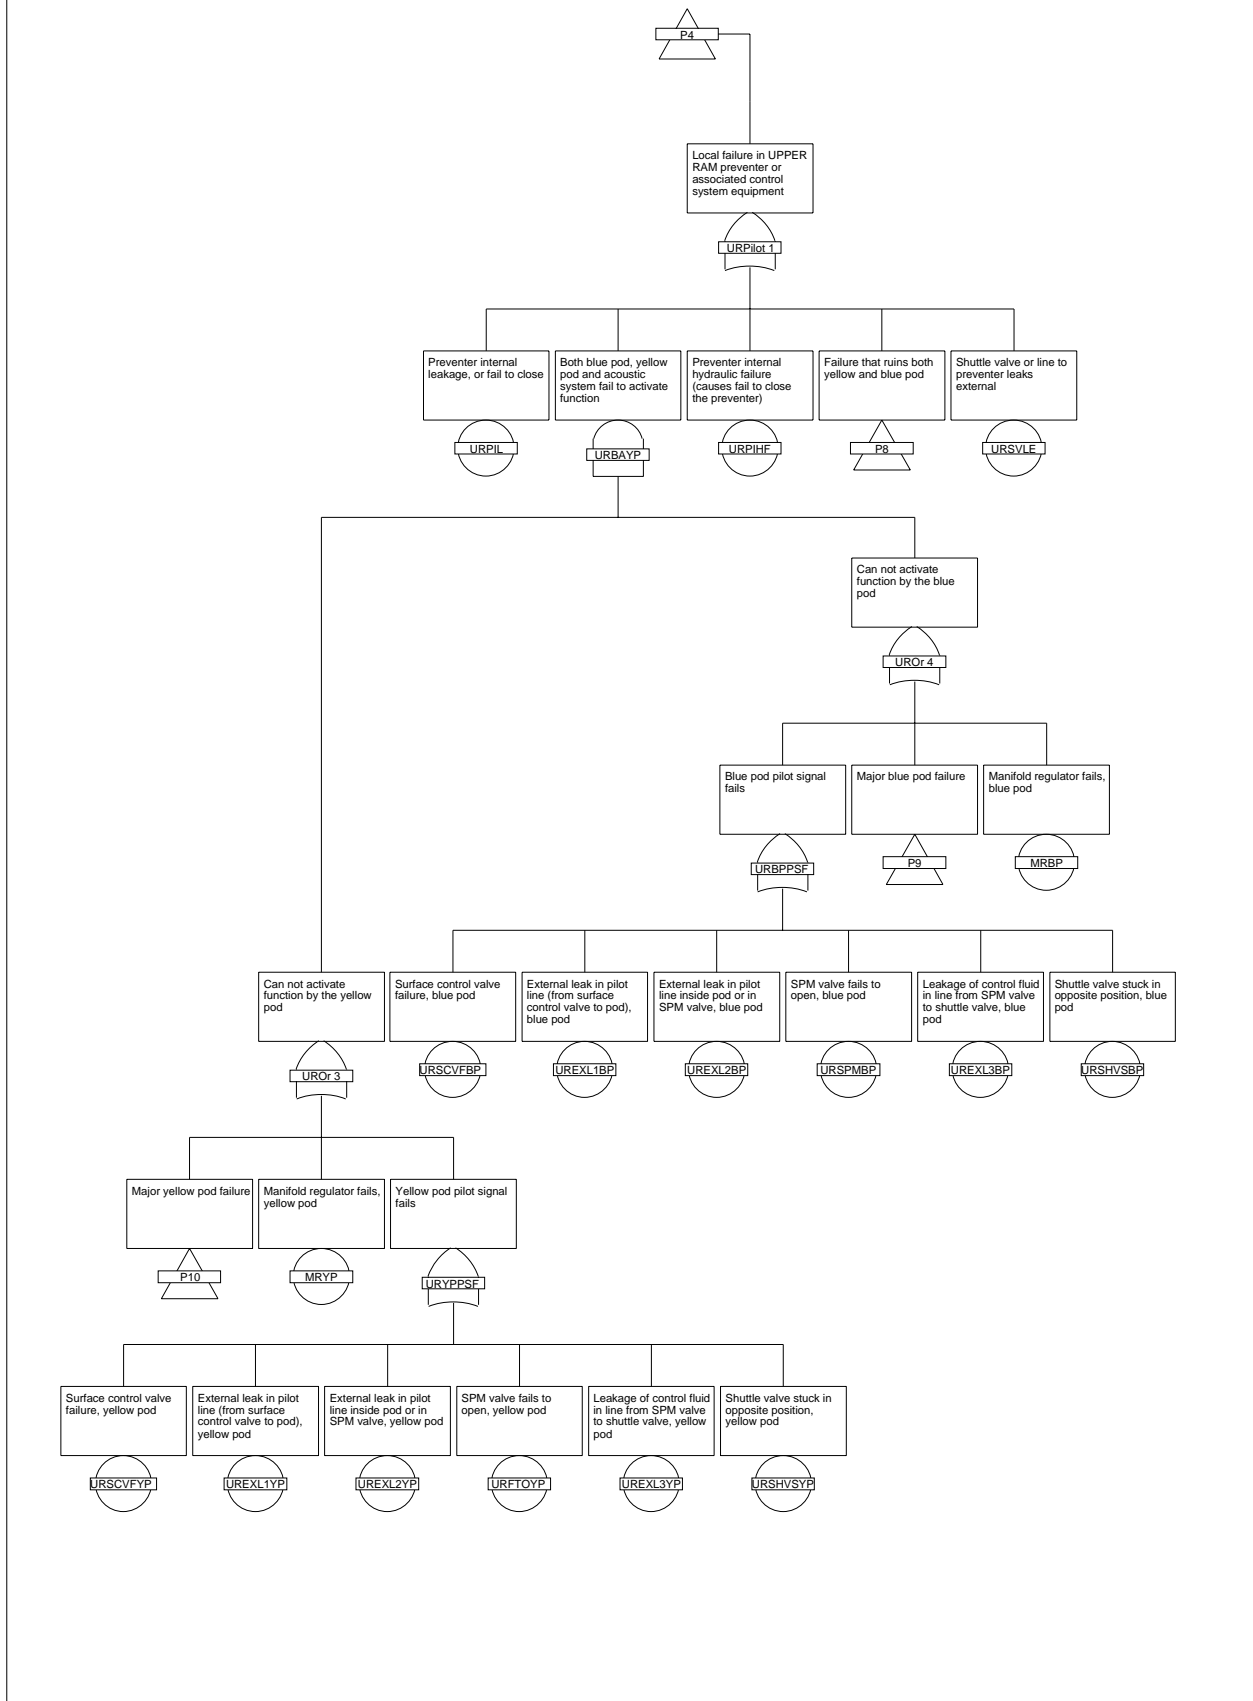 P4
Local failure in UPPER
RAM preventer or
associated control
system equipment
URPilot 1
Preventer internal
leakage, or fail to close
URPIL
Both blue pod, yellow
pod and acoustic
system fail to activate
function
URBAYP
Preventer internal
hydraulic failure
(causes fail to close
the preventer)
URPIHF
Failure that ruins both
yellow and blue pod
P8
Shuttle valve or line to
preventer leaks
external
URSVLE
Can not activate
function by the blue
pod
UROr 4
Blue pod pilot signal
fails
URBPPSF
Major blue pod failure
P9
Manifold regulator fails,
blue pod
MRBP
Can not activate
function by the yellow
pod
UROr 3
Surface control valve
failure, blue pod
URSCVFBP
External leak in pilot
line (from surface
control valve to pod),
blue pod
UREXL1BP
External leak in pilot
line inside pod or in
SPM valve, blue pod
UREXL2BP
SPM valve fails to
open, blue pod
URSPMBP
Leakage of control fluid
in line from SPM valve
to shuttle valve, blue
pod
UREXL3BP
Shuttle valve stuck in
opposite position, blue
pod
URSHVSBP
Major yellow pod failure
P10
Manifold regulator fails,
yellow pod
MRYP
Yellow pod pilot signal
fails
URYPPSF
Surface control valve
failure, yellow pod
URSCVFYP
External leak in pilot
line (from surface
control valve to pod),
yellow pod
UREXL1YP
External leak in pilot
line inside pod or in
SPM valve, yellow pod
UREXL2YP
SPM valve fails to
open, yellow pod
URFTOYP
Leakage of control fluid
in line from SPM valve
to shuttle valve, yellow
pod
UREXL3YP
Shuttle valve stuck in
opposite position,
yellow pod
URSHVSYP